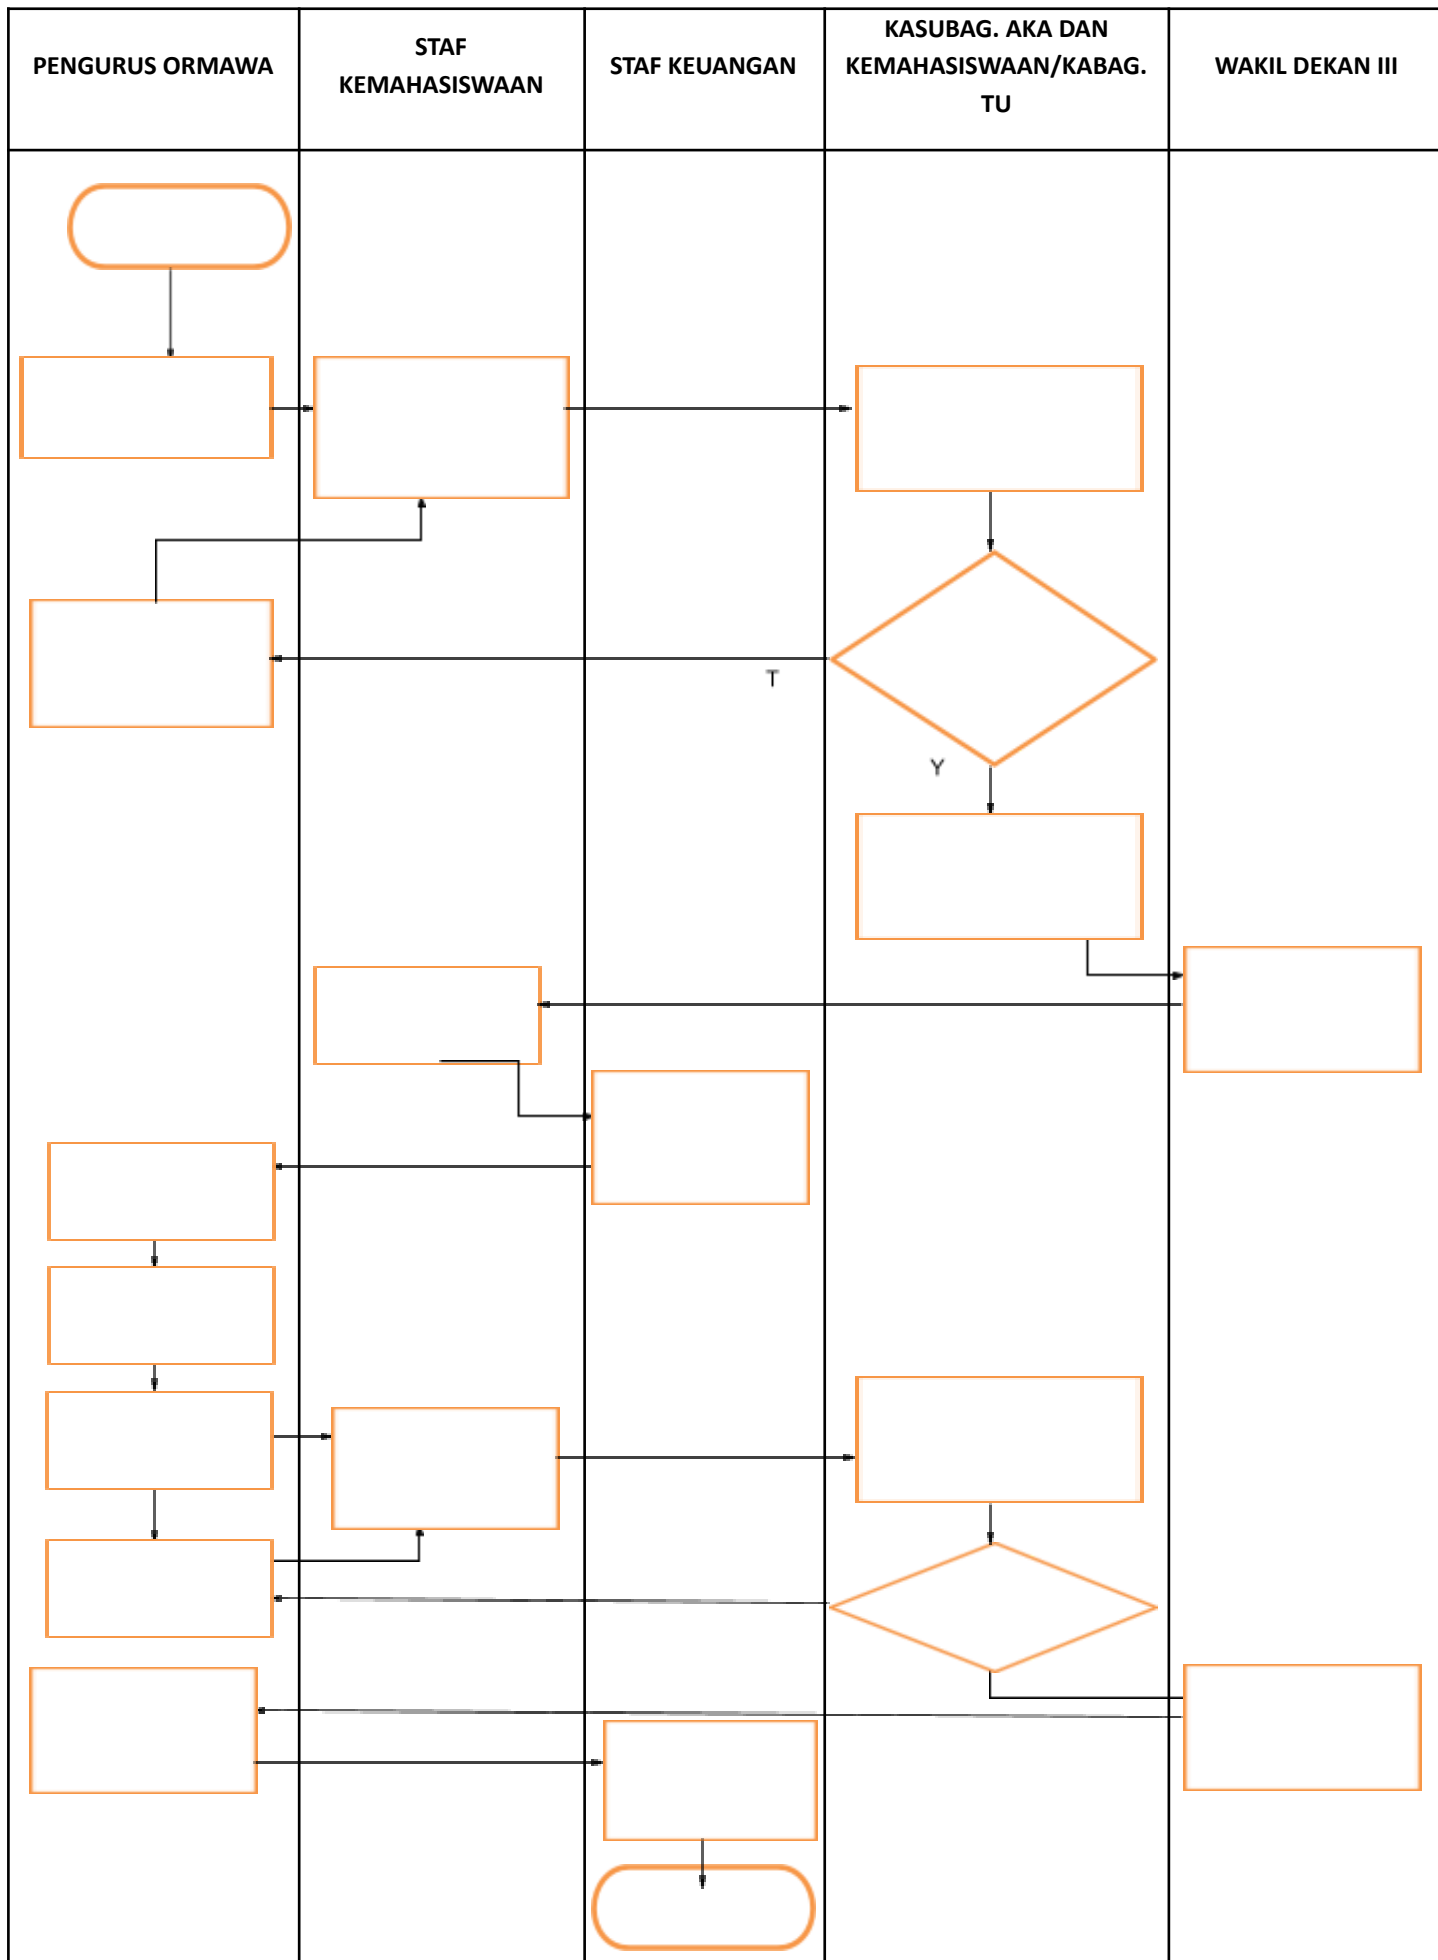 PENGURUS ORMAWA
STAF
KEMAHASISWAAN
STAF KEUANGAN
KASUBAG. AKA DAN
KEMAHASISWAAN/KABAG.
TU
WAKIL DEKAN III
T
Y